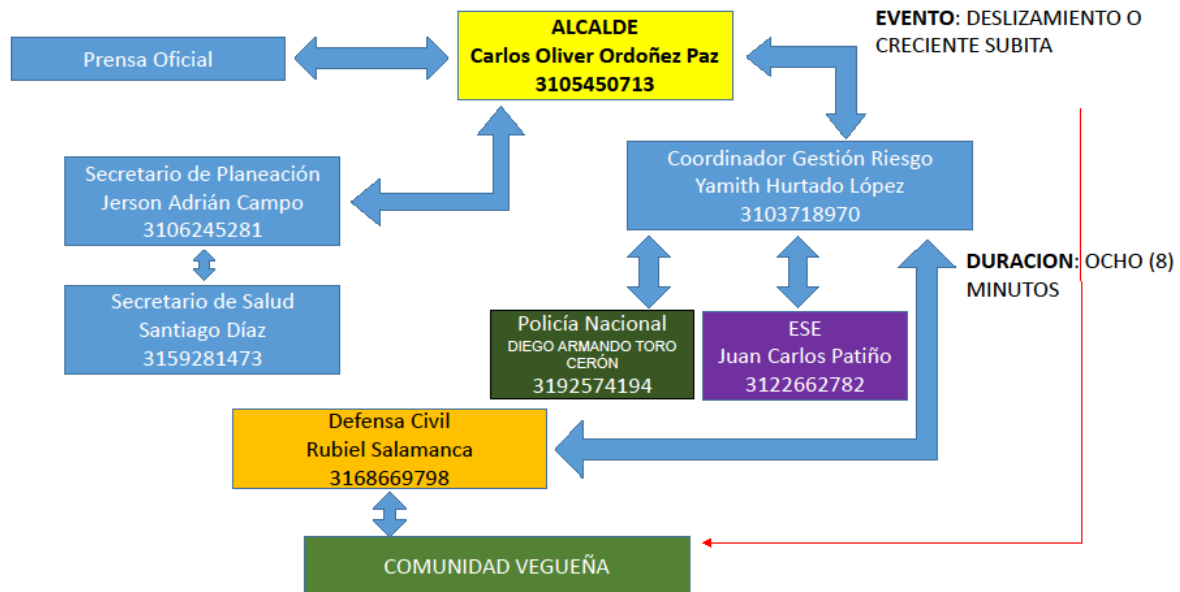 ALCALDE
Carlos Oliver Ordoñez Paz
3105450713
EVENTO: DESLIZAMIENTO O
CRECIENTE SUBITA
Prensa Oficial
Secretario de Planeación
Jerson Adrián Campo
3106245281
Coordinador Gestión Riesgo
Yamith Hurtado López
3103718970
DURACION: OCHO (8)
MINUTOS
Secretario de Salud
Santiago Díaz
3159281473
Policía Nacional
DIEGO ARMANDO TORO
CERÓN
3192574194
ESE
Juan Carlos Patiño
3122662782
Defensa Civil
Rubiel Salamanca
3168669798
COMUNIDAD VEGUEÑA